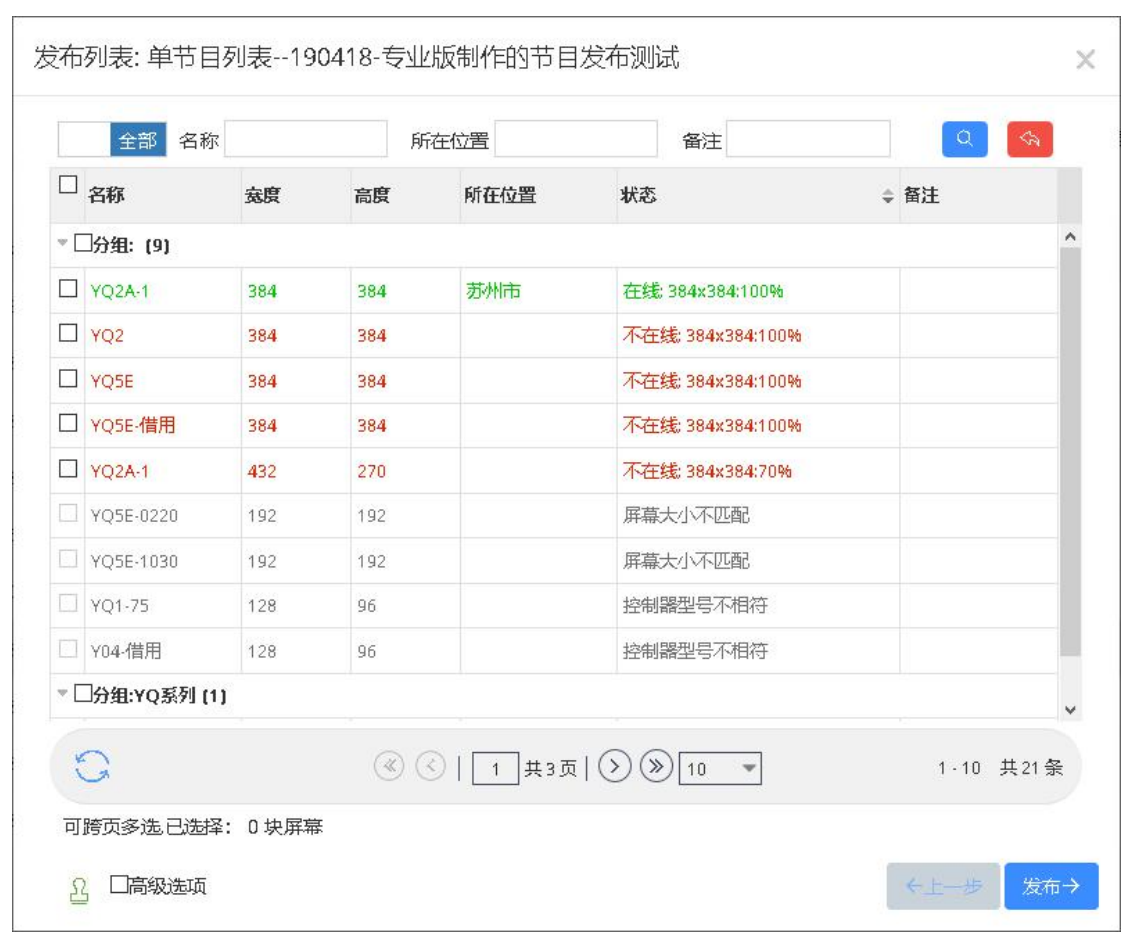 发布列表: 单节目列表--190418-专业版制作的节目发布测试
全部 名称 所在位置 备注
名称 宽度 高度 所在位置 状态 备注
分组: (9)
YQ2A-1 384 384 苏州市 在线; 384x384:100%
YQ2 384 384 不在线; 384x384:100%
YQ5E 384 384 不在线; 384x384:100%
YQ5E-借用 384 384 不在线; 384x384:100%
YQ2A-1 432 270 不在线; 384x384:70%
YQ5E-0220 192 192 屏幕大小不匹配
YQ5E-1030 192 192 屏幕大小不匹配
YQ1-75 128 96 控制器型号不相符
Y04-借用 128 96 控制器型号不相符
分组:YQ系列 (1)
1 共3页 10 1-10 共21条
可跨页多选,已选择: 0 块屏幕
高级选项 上一步 发布